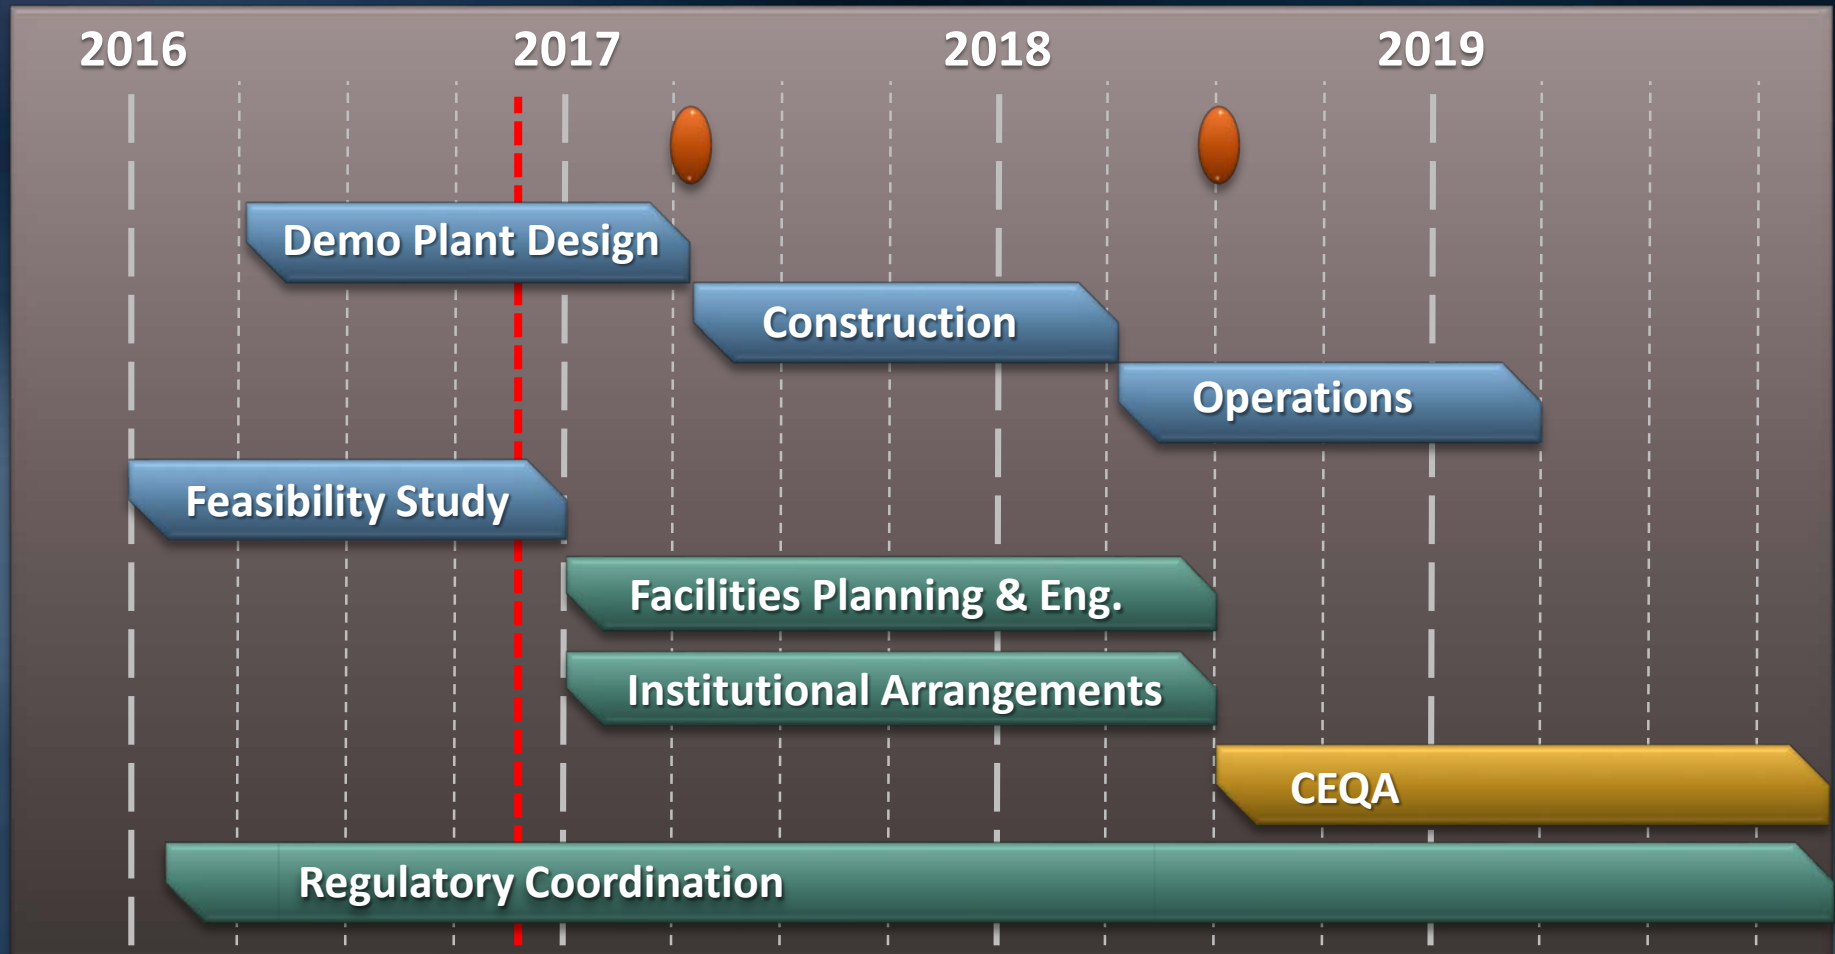 2016 2017 2018 2019
Demo Plant Design
Construction
Operations
Feasibility Study
Facilities Planning & Eng.
Institutional Arrangements
CEQA
Regulatory Coordination